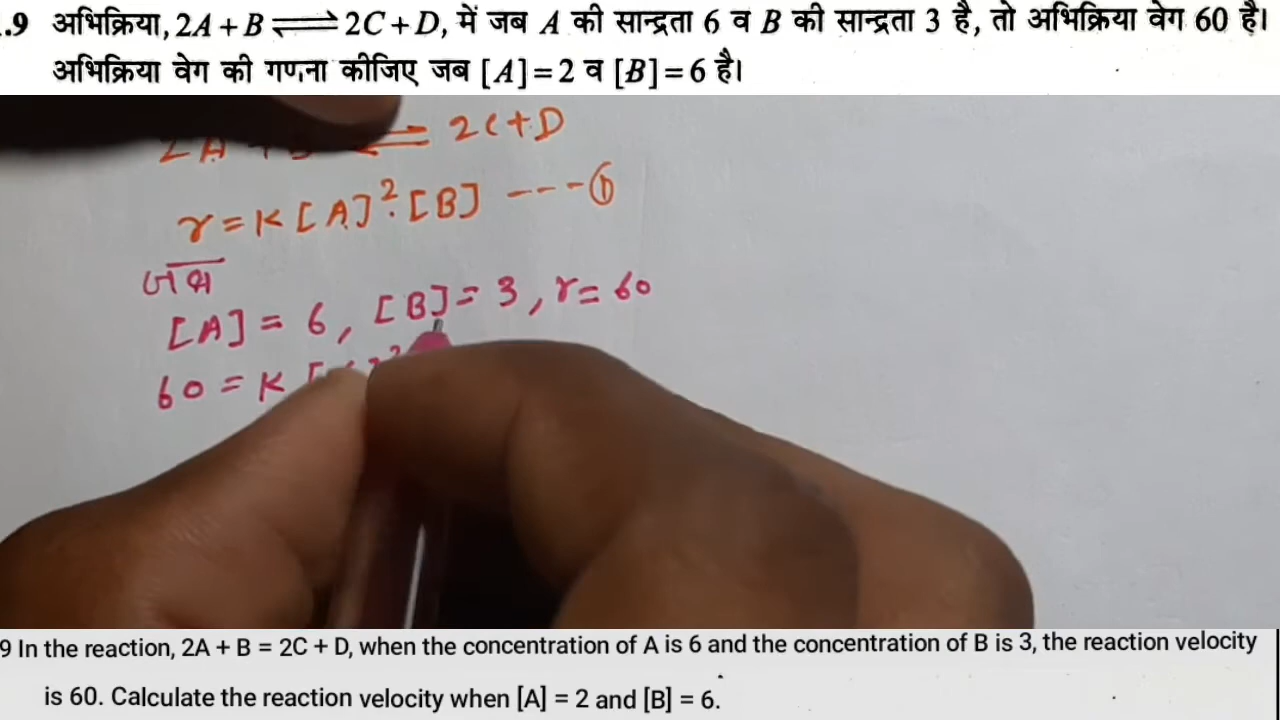 .9 अभिक्रिया, 2A + B ⇌ 2C + D, में जब A की सान्द्रता 6 व B की सान्द्रता 3 है, तो अभिक्रिया वेग 60 है।
अभिक्रिया वेग की गणना कीजिए जब [A] = 2 व [B] = 6 है।
2A + ⇌ 2C+D
r = K [A]². [B] ---- ①
जब
[A] = 6, [B] = 3, r = 60
60 = K [
9 In the reaction, 2A + B = 2C + D, when the concentration of A is 6 and the concentration of B is 3, the reaction velocity
is 60. Calculate the reaction velocity when [A] = 2 and [B] = 6.